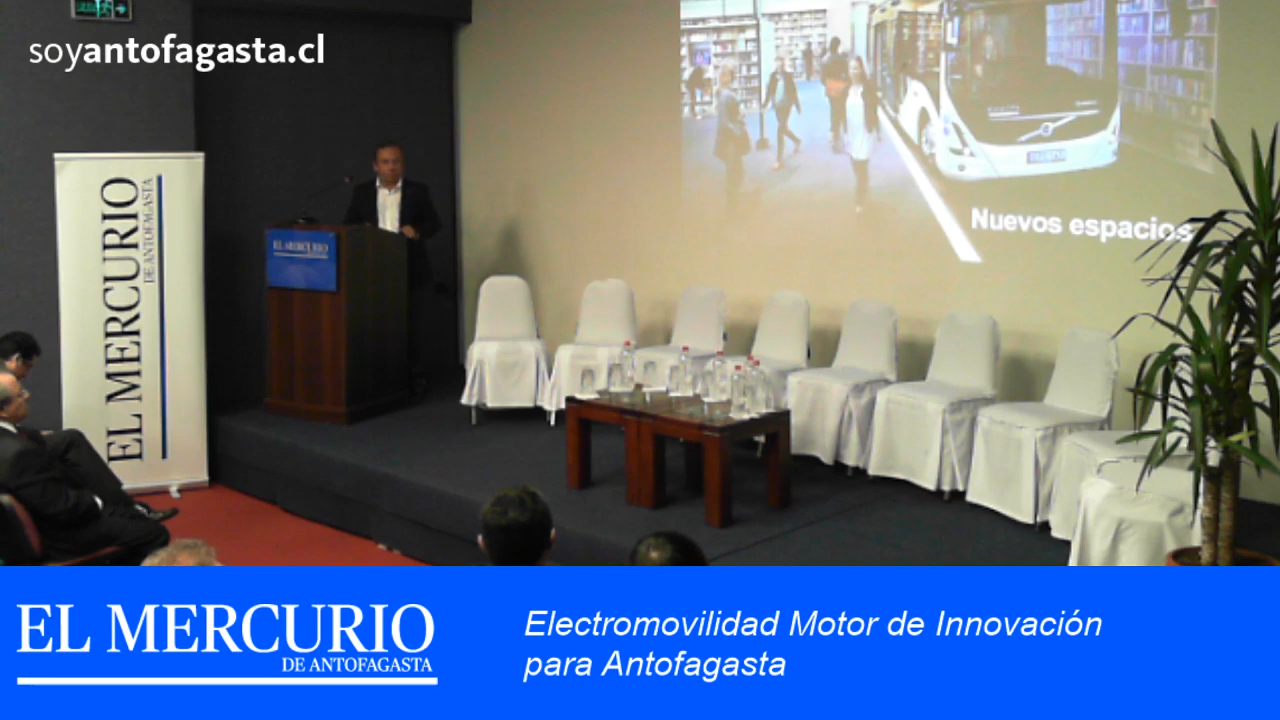 soyantofagasta.cl
EL MERCURIO
DE ANTOFAGASTA
EL MERCURIO
Nuevos espacios
EL MERCURIO
DE ANTOFAGASTA
Electromovilidad Motor de Innovación
para Antofagasta